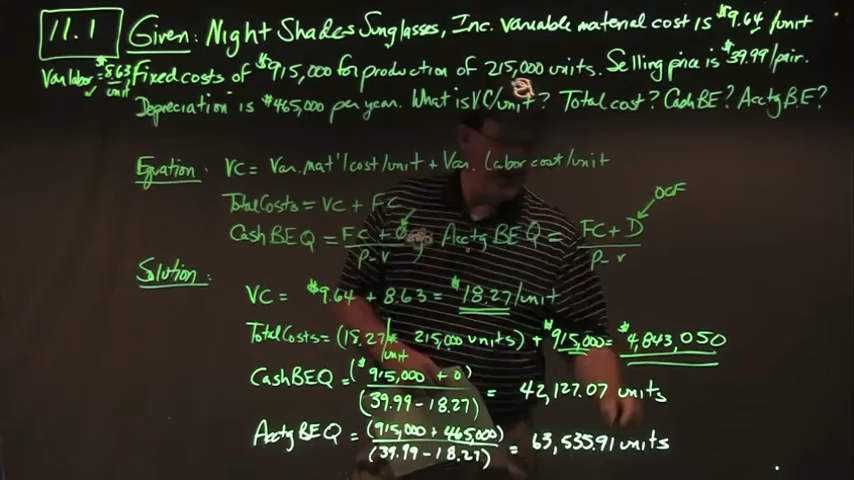 11.1 Given: Night Shades Sunglasses, Inc. variable material cost is $9.64/unit
Var labor = $8.63/unit, Fixed costs of $915,000 for production of 215,000 units. Selling price is $39.99/pair.
Depreciation is $465,000 per year. What is VC/unit? Total cost? Cash BE? Acctg B.E?
Equation: VC = Var. mat'l cost/unit + Var. labor cost/unit
Total Costs = VC + FC
OCF
Cash BE Q = FC + 0 / P - v Acctg BE Q = FC + D / P - v
Solution:
VC = $9.64 + 8.63 = $18.27/unit
Total Costs = (18.27/unit * 215,000 units) + $915,000 = $4,843,050
Cash BE Q = ($915,000 + 0) / (39.99 - 18.27) = 42,127.07 units
Acctg BE Q = (915,000 + 465,000) / (39.99 - 18.27) = 63,535.91 units